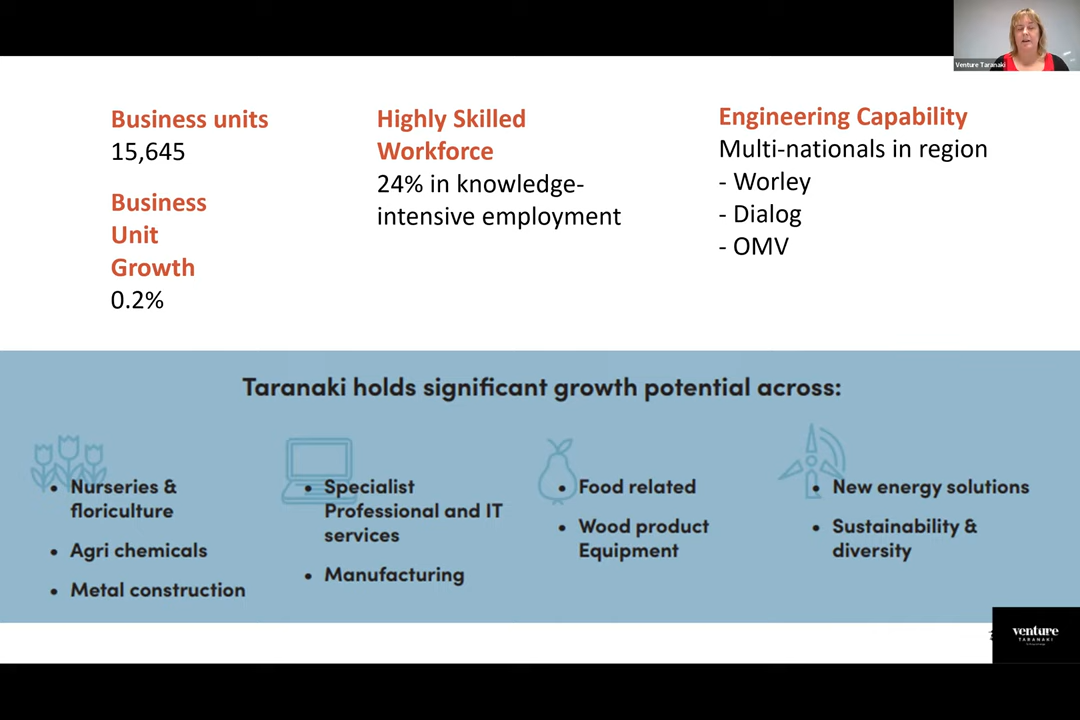 Venture Taranaki
Business units
15,645
Business
Unit
Growth
0.2%
Highly Skilled
Workforce
24% in knowledge-
intensive employment
Engineering Capability
Multi-nationals in region
- Worley
- Dialog
- OMV
Taranaki holds significant growth potential across:
• Nurseries &
floriculture
• Agri chemicals
• Metal construction
• Specialist
Professional and IT
services
• Manufacturing
• Food related
• Wood product
Equipment
• New energy solutions
• Sustainability &
diversity
venture
TARANAKI